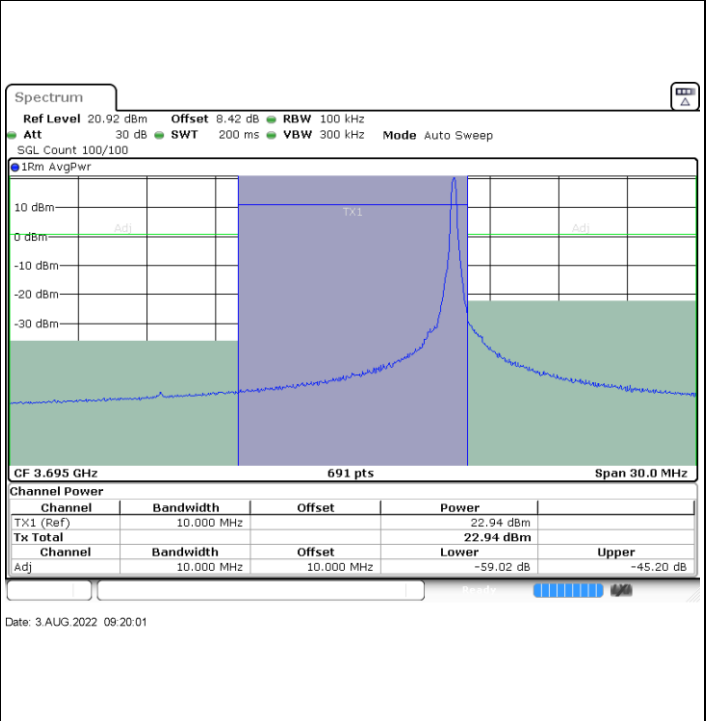 Spectrum
Ref Level 20.92 dBm Offset 8.42 dB RBW 100 kHz
Att 30 dB SWT 200 ms VBW 300 kHz Mode Auto Sweep
SGL Count 100/100
1Rm AvgPwr
10 dBm
TX1
Adj Adj
0 dBm
-10 dBm
-20 dBm
-30 dBm
CF 3.695 GHz 691 pts Span 30.0 MHz
Channel Power
Channel Bandwidth Offset Power
TX1 (Ref) 10.000 MHz 22.94 dBm
Tx Total 22.94 dBm
Channel Bandwidth Offset Lower Upper
Adj 10.000 MHz 10.000 MHz -59.02 dB -45.20 dB
Ready
Date: 3.AUG.2022 09:20:01